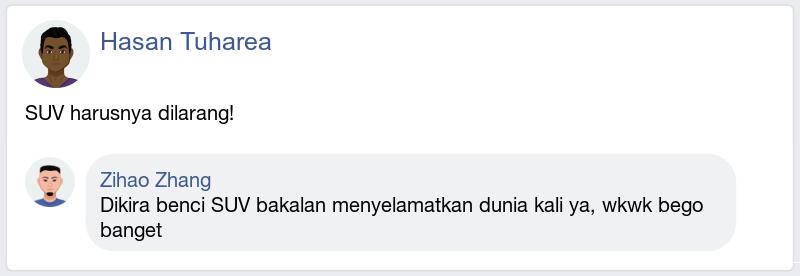 Hasan Tuharea
SUV harusnya dilarang!
Zihao Zhang
Dikira benci SUV bakalan menyelamatkan dunia kali ya, wkwk bego
banget